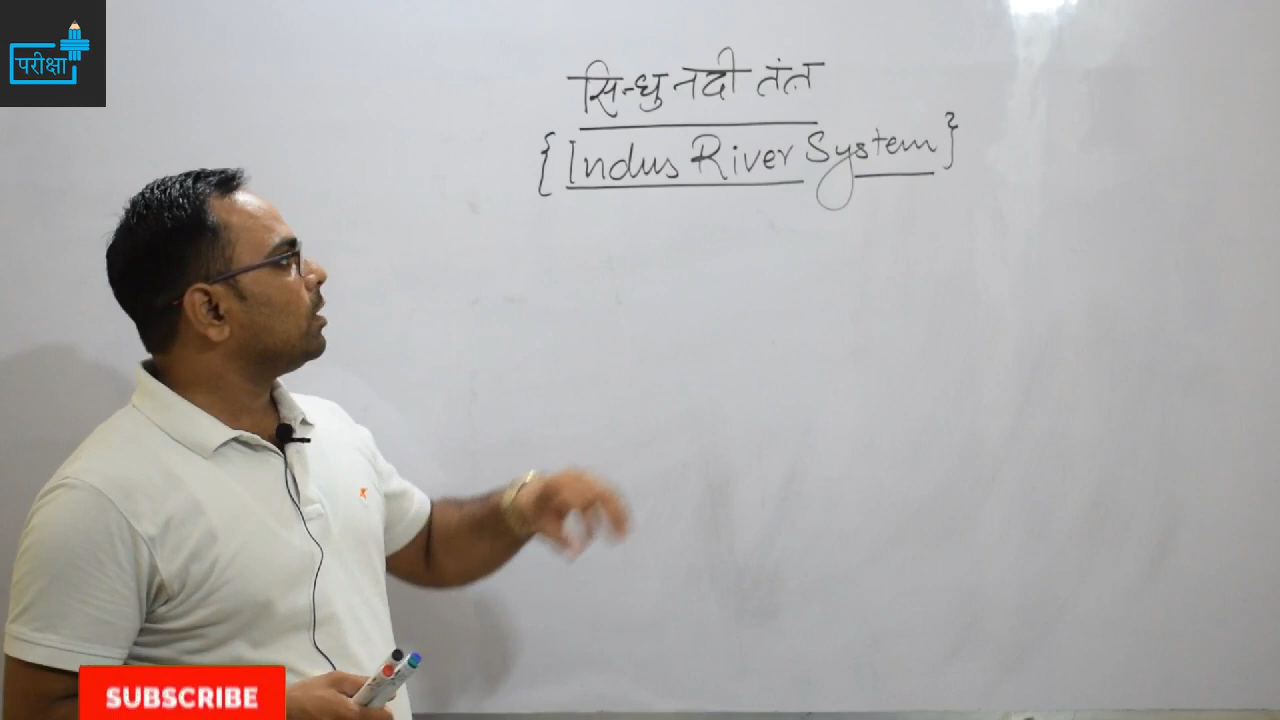 परीक्षा
सिन्धु नदी तंत्र
{Indus River System}
SUBSCRIBE